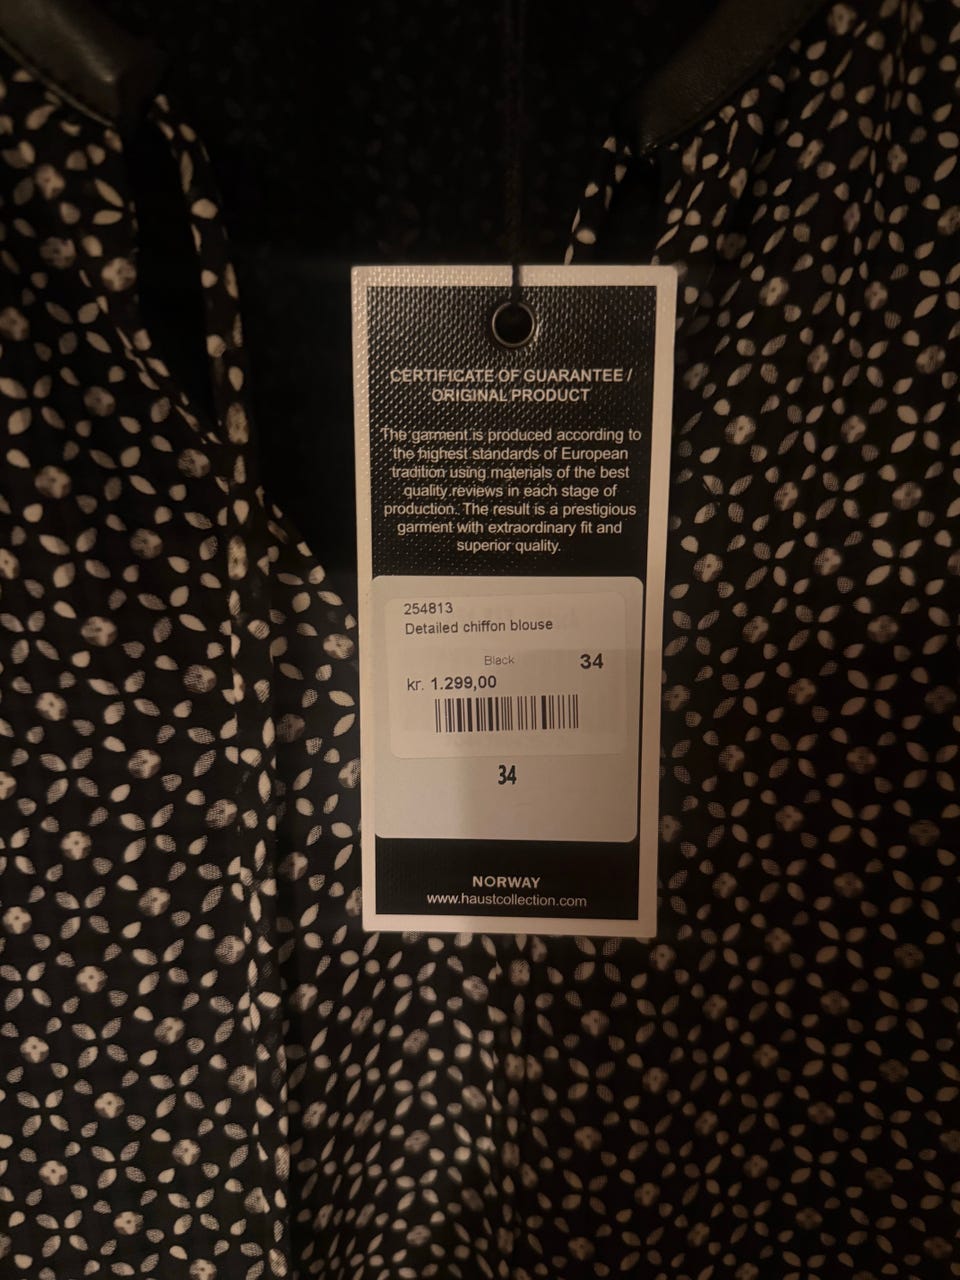 CERTIFICATE OF GUARANTEE /
ORIGINAL PRODUCT
The garment is produced according to
the highest standards of European
tradition using materials of the best
quality reviews in each stage of
production. The result is a prestigious
garment with extraordinary fit and
superior quality.
254813
Detailed chiffon blouse
Black 34
kr. 1.299,00
34
NORWAY
www.haustcollection.com